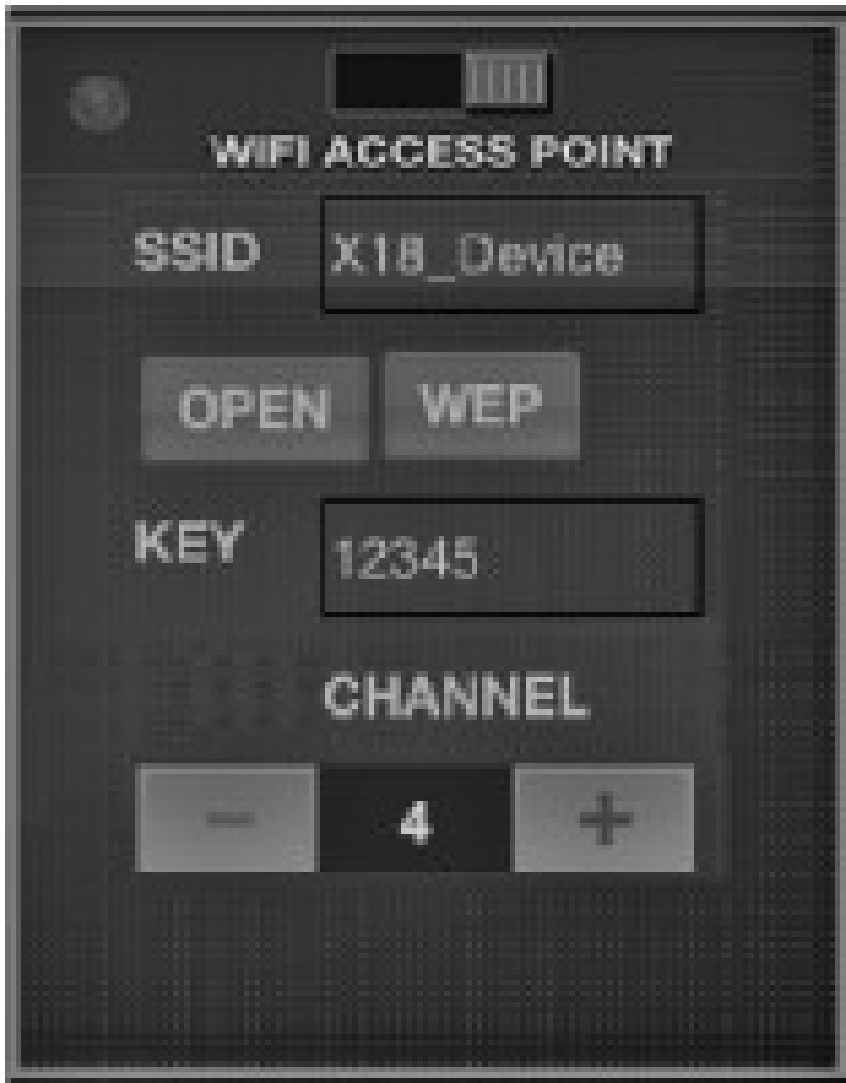 WIFI ACCESS POINT
SSID X18_Device
OPEN WEP
KEY 12345
CHANNEL
- 4 +